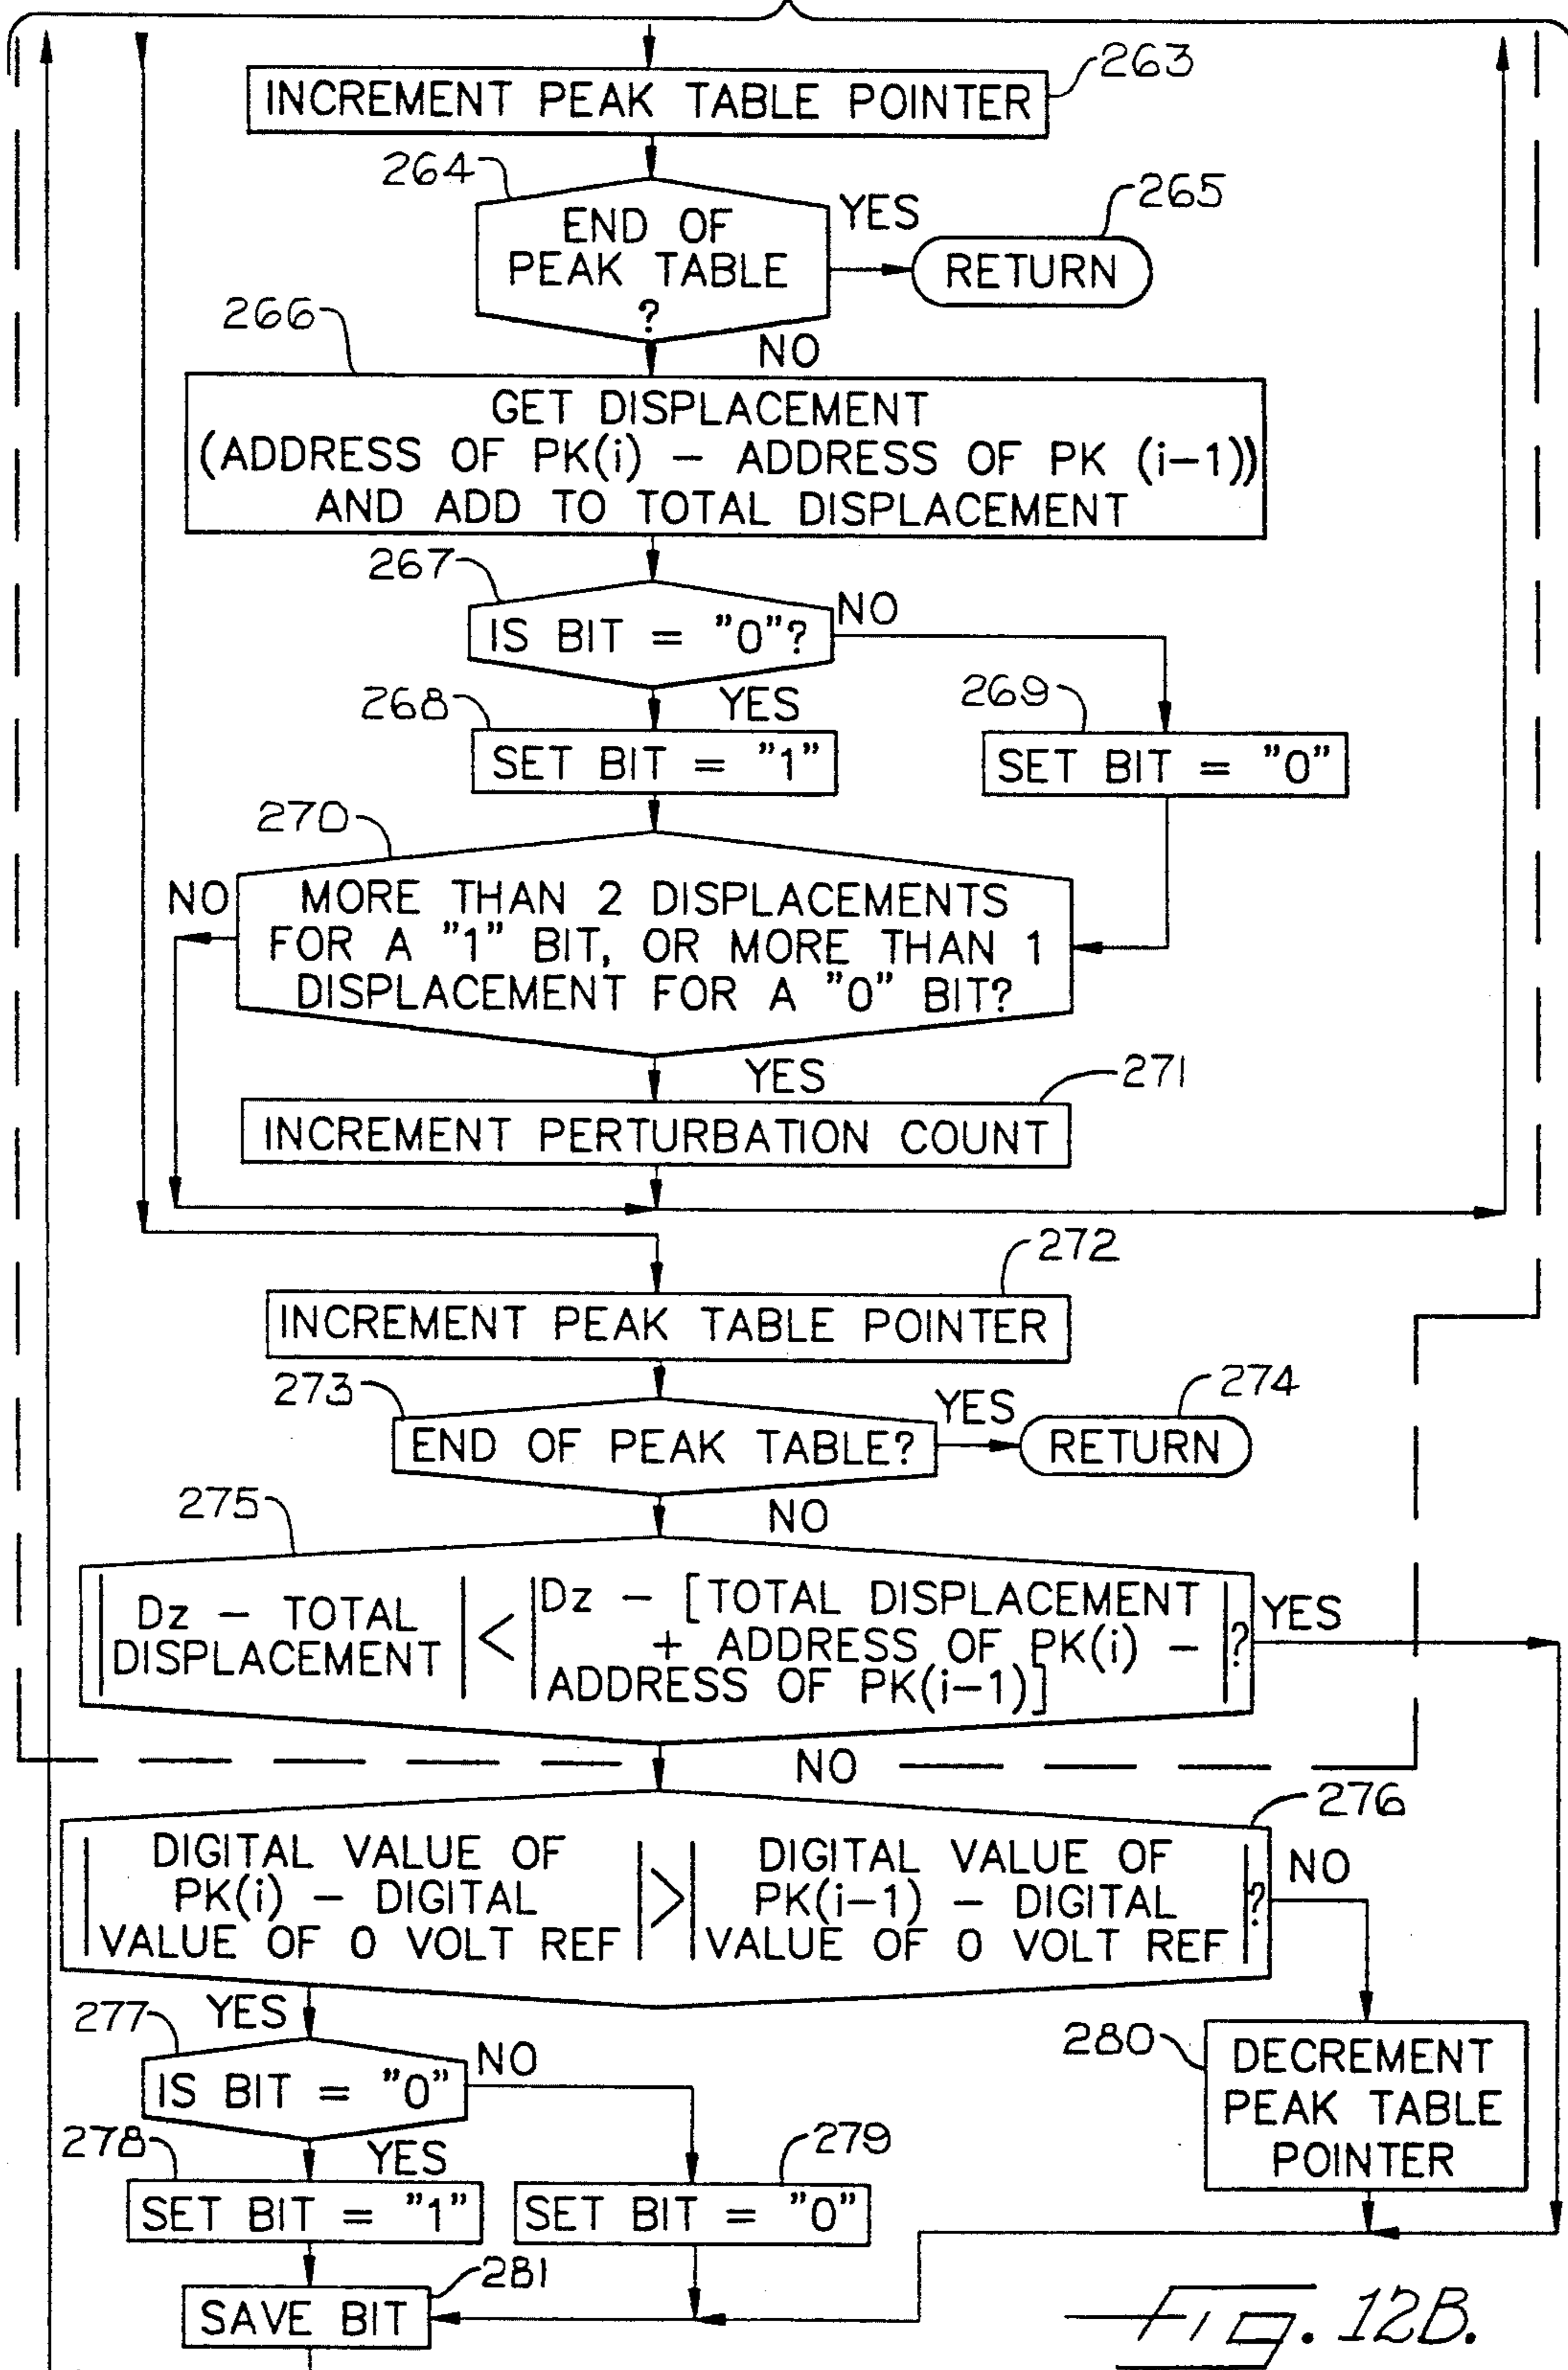 263
INCREMENT PEAK TABLE POINTER
264
END OF
PEAK TABLE
?
YES
265
RETURN
NO
266
GET DISPLACEMENT
(ADDRESS OF PK(i) – ADDRESS OF PK (i–1))
AND ADD TO TOTAL DISPLACEMENT
267
IS BIT = "0"?
NO
YES
268
SET BIT = "1"
269
SET BIT = "0"
270
NO
MORE THAN 2 DISPLACEMENTS
FOR A "1" BIT, OR MORE THAN 1
DISPLACEMENT FOR A "0" BIT?
YES
271
INCREMENT PERTURBATION COUNT
272
INCREMENT PEAK TABLE POINTER
273
END OF PEAK TABLE?
YES
274
RETURN
NO
275
|Dz – TOTAL
DISPLACEMENT|
<
|Dz – [TOTAL DISPLACEMENT
+ ADDRESS OF PK(i) –
ADDRESS OF PK(i–1)]|
?
YES
NO
276
|DIGITAL VALUE OF
PK(i) – DIGITAL
VALUE OF 0 VOLT REF|
>
|DIGITAL VALUE OF
PK(i–1) – DIGITAL
VALUE OF 0 VOLT REF|
?
NO
YES
277
IS BIT = "0"
NO
YES
278
SET BIT = "1"
279
SET BIT = "0"
280
DECREMENT
PEAK TABLE
POINTER
281
SAVE BIT
Fig. 12B.